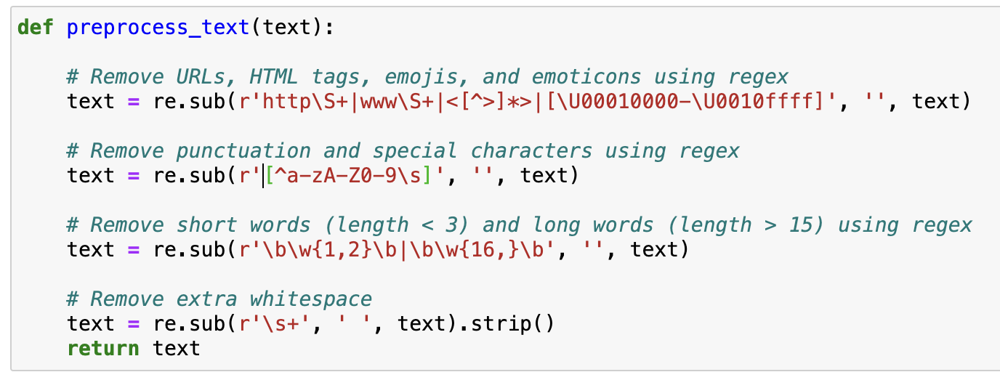 def preprocess_text(text):
    # Remove URLs, HTML tags, emojis, and emoticons using regex
    text = re.sub(r'http\S+|www\S+|<[^>]*>|[\U00010000-\U0010ffff]', '', text)
    # Remove punctuation and special characters using regex
    text = re.sub(r'[^a-zA-Z0-9\s]', '', text)
    # Remove short words (length < 3) and long words (length > 15) using regex
    text = re.sub(r'\b\w{1,2}\b|\b\w{16,}\b', '', text)
    # Remove extra whitespace
    text = re.sub(r'\s+', ' ', text).strip()
    return text